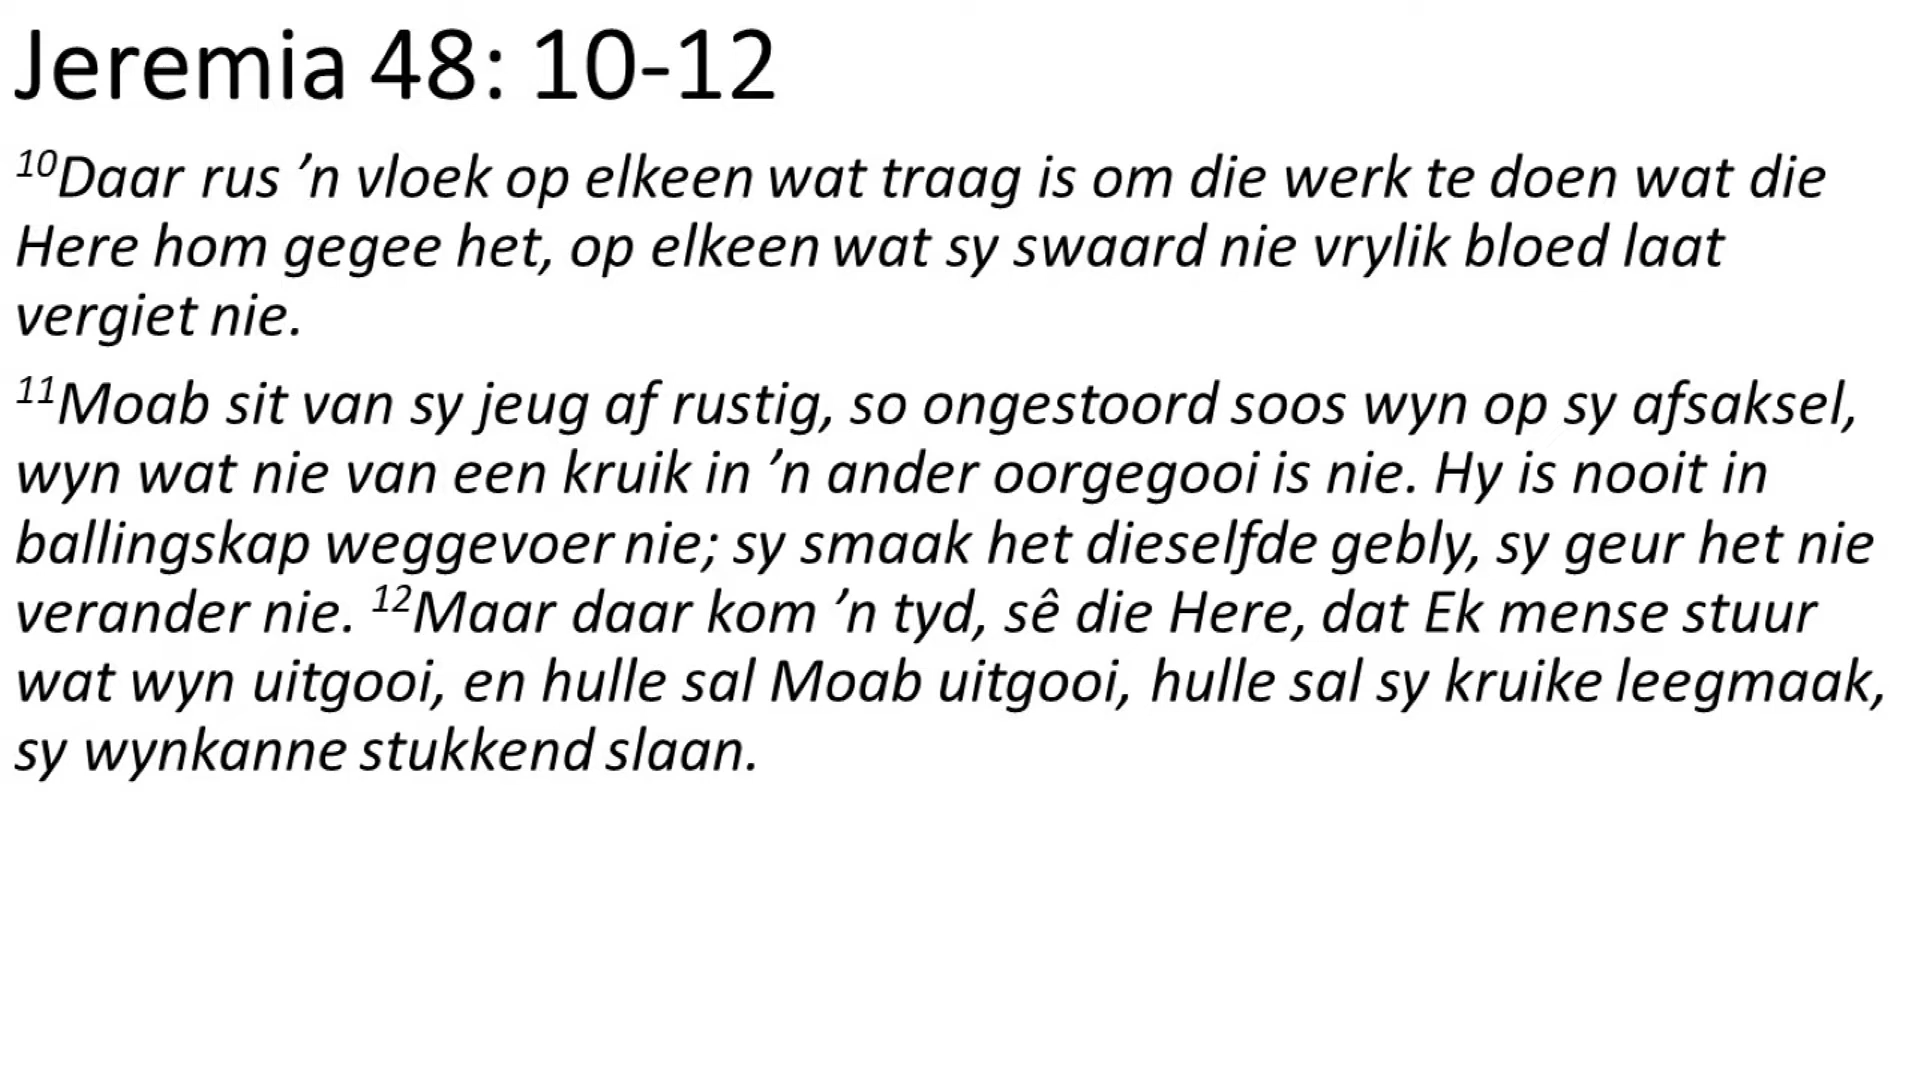 Jeremia 48: 10-12
10Daar rus ’n vloek op elkeen wat traag is om die werk te doen wat die
Here hom gegee het, op elkeen wat sy swaard nie vrylik bloed laat
vergiet nie.
11Moab sit van sy jeug af rustig, so ongestoord soos wyn op sy afsaksel,
wyn wat nie van een kruik in ’n ander oorgegooi is nie. Hy is nooit in
ballingskap weggevoer nie; sy smaak het dieselfde gebly, sy geur het nie
verander nie. 12Maar daar kom ’n tyd, sê die Here, dat Ek mense stuur
wat wyn uitgooi, en hulle sal Moab uitgooi, hulle sal sy kruike leegmaak,
sy wynkanne stukkend slaan.